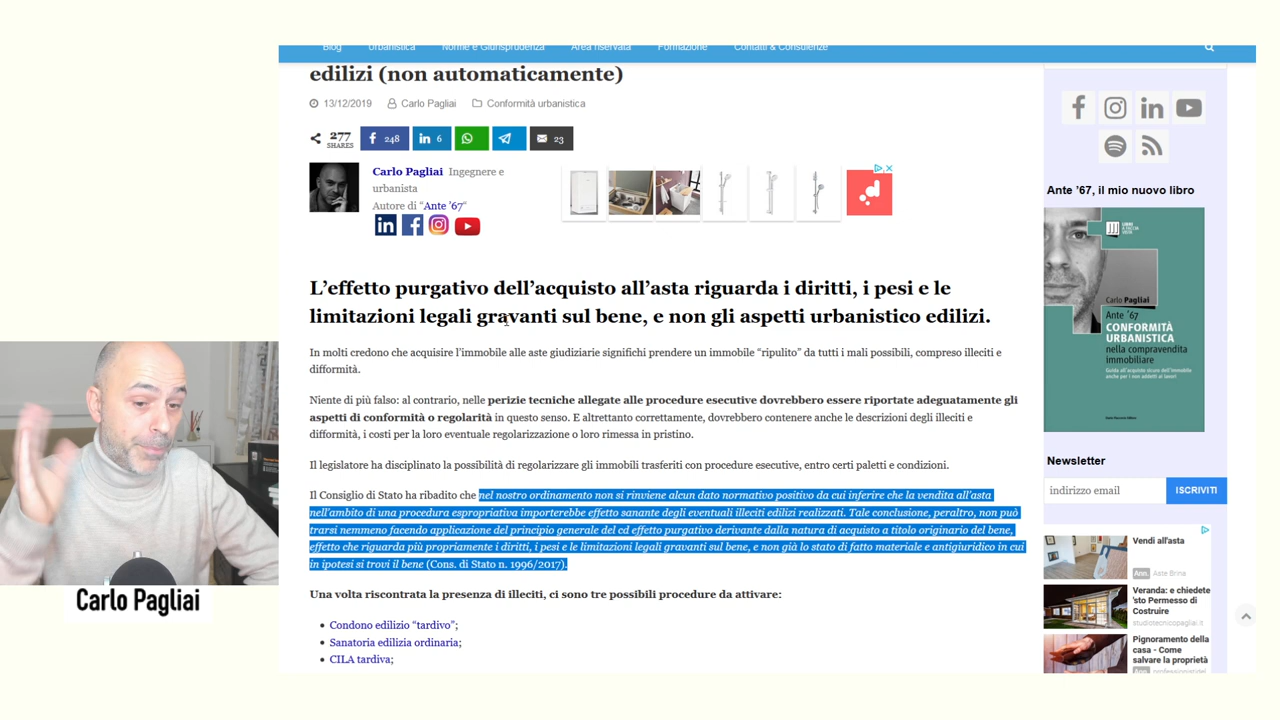 Blog Urbanistica Norme e Giurisprudenza Area riservata Formazione Contatti & Consulenze
edilizi (non automaticamente)
13/12/2019 Carlo Pagliai Conformità urbanistica
277
SHARES
248
6
23
Carlo Pagliai Ingegnere e
urbanista
Autore di "Ante '67"
L'effetto purgativo dell'acquisto all'asta riguarda i diritti, i pesi e le
limitazioni legali gravanti sul bene, e non gli aspetti urbanistico edilizi.
In molti credono che acquisire l'immobile alle aste giudiziarie significhi prendere un immobile "ripulito" da tutti i mali possibili, compreso illeciti e
difformità.
Niente di più falso: al contrario, nelle perizie tecniche allegate alle procedure esecutive dovrebbero essere riportate adeguatamente gli
aspetti di conformità o regolarità in questo senso. E altrettanto correttamente, dovrebbero contenere anche le descrizioni degli illeciti e
difformità, i costi per la loro eventuale regolarizzazione o loro rimessa in pristino.
Il legislatore ha disciplinato la possibilità di regolarizzare gli immobili trasferiti con procedure esecutive, entro certi paletti e condizioni.
Il Consiglio di Stato ha ribadito che nel nostro ordinamento non si rinviene alcun dato normativo positivo da cui inferire che la vendita all'asta
nell'ambito di una procedura espropriativa importerebbe effetto sanante degli eventuali illeciti edilizi realizzati. Tale conclusione, peraltro, non può
trarsi nemmeno facendo applicazione del principio generale del cd effetto purgativo derivante dalla natura di acquisto a titolo originario del bene,
effetto che riguarda più propriamente i diritti, i pesi e le limitazioni legali gravanti sul bene, e non già lo stato di fatto materiale e antigiuridico in cui
in ipotesi si trovi il bene (Cons. di Stato n. 1996/2017).
Una volta riscontrata la presenza di illeciti, ci sono tre possibili procedure da attivare:
Condono edilizio "tardivo";
Sanatoria edilizia ordinaria;
CILA tardiva;
Ante '67, il mio nuovo libro
Carlo Pagliai
Ante '67
CONFORMITÀ
URBANISTICA
nella compravendita
immobiliare
Newsletter
indirizzo email ISCRIVITI
Vendi all'asta
Ann. Aste Brina
Veranda: e chiedete
'sto Permesso di
Costruire
studiotecnicopagliai.it
Pignoramento della
casa - Come
salvare la proprietà
Carlo Pagliai